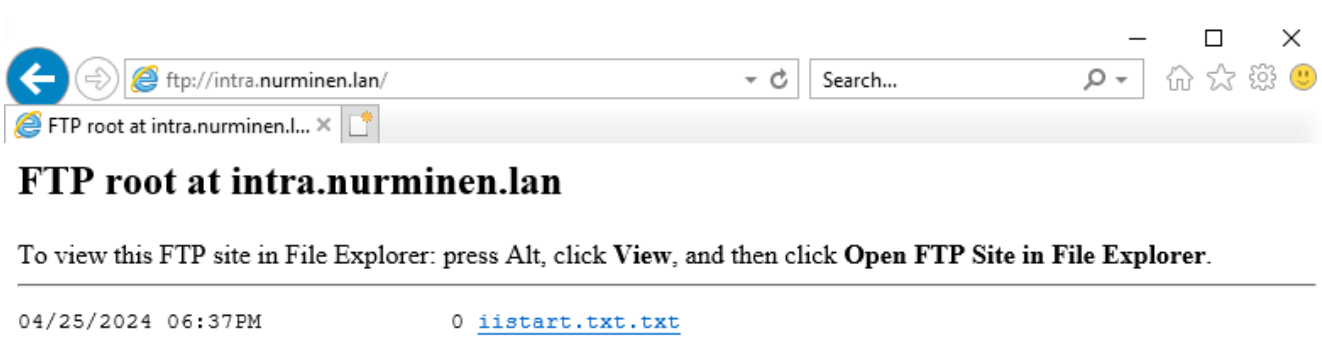 ftp://intra.nurminen.lan/
Search...
FTP root at intra.nurminen.l...
FTP root at intra.nurminen.lan
To view this FTP site in File Explorer: press Alt, click View, and then click Open FTP Site in File Explorer.
04/25/2024 06:37PM 0 iistart.txt.txt